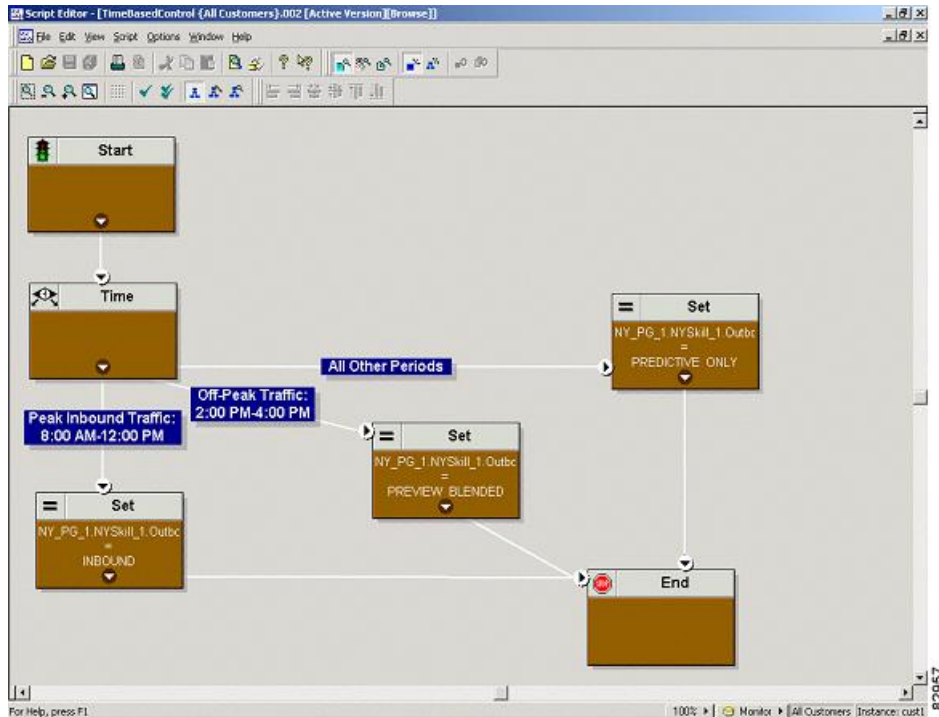 Script Editor - [TimeBasedControl {All Customers}.002 [Active Version][Browse]]
File Edit View Script Options Window Help
Start
Time
Set
NY_PG_1.NYSkill_1.Outbc
=
PREDICTIVE_ONLY
All Other Periods
Off-Peak Traffic:
2:00 PM-4:00 PM
Peak Inbound Traffic:
8:00 AM-12:00 PM
Set
NY_PG_1.NYSkill_1.Outbc
=
PREVIEW_BLENDED
Set
NY_PG_1.NYSkill_1.Outbc
=
INBOUND
End
STOP
For Help, press F1
100% Monitor All Customers Instance: cust1
82957